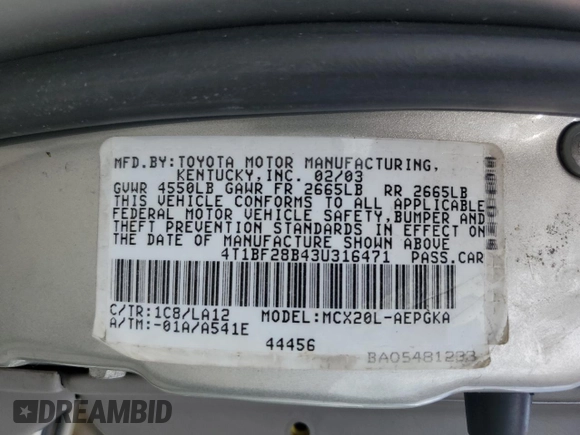 MFD.BY:TOYOTA MOTOR MANUFACTURING,
KENTUCKY,INC. 02/03
GVWR 4550LB GAWR FR 2665LB RR 2665LB
THIS VEHICLE CONFORMS TO ALL APPLICABLE
FEDERAL MOTOR VEHICLE SAFETY,BUMPER AND
THEFT PREVENTION STANDARDS IN EFFECT ON
THE DATE OF MANUFACTURE SHOWN ABOVE
4T1BF28B43U316471 PASS.CAR
C/TR:1C8/LA12 MODEL:MCX20L-AEPGKA
A/TM:-01A/A541E
44456
BA05481233
DREAMBID